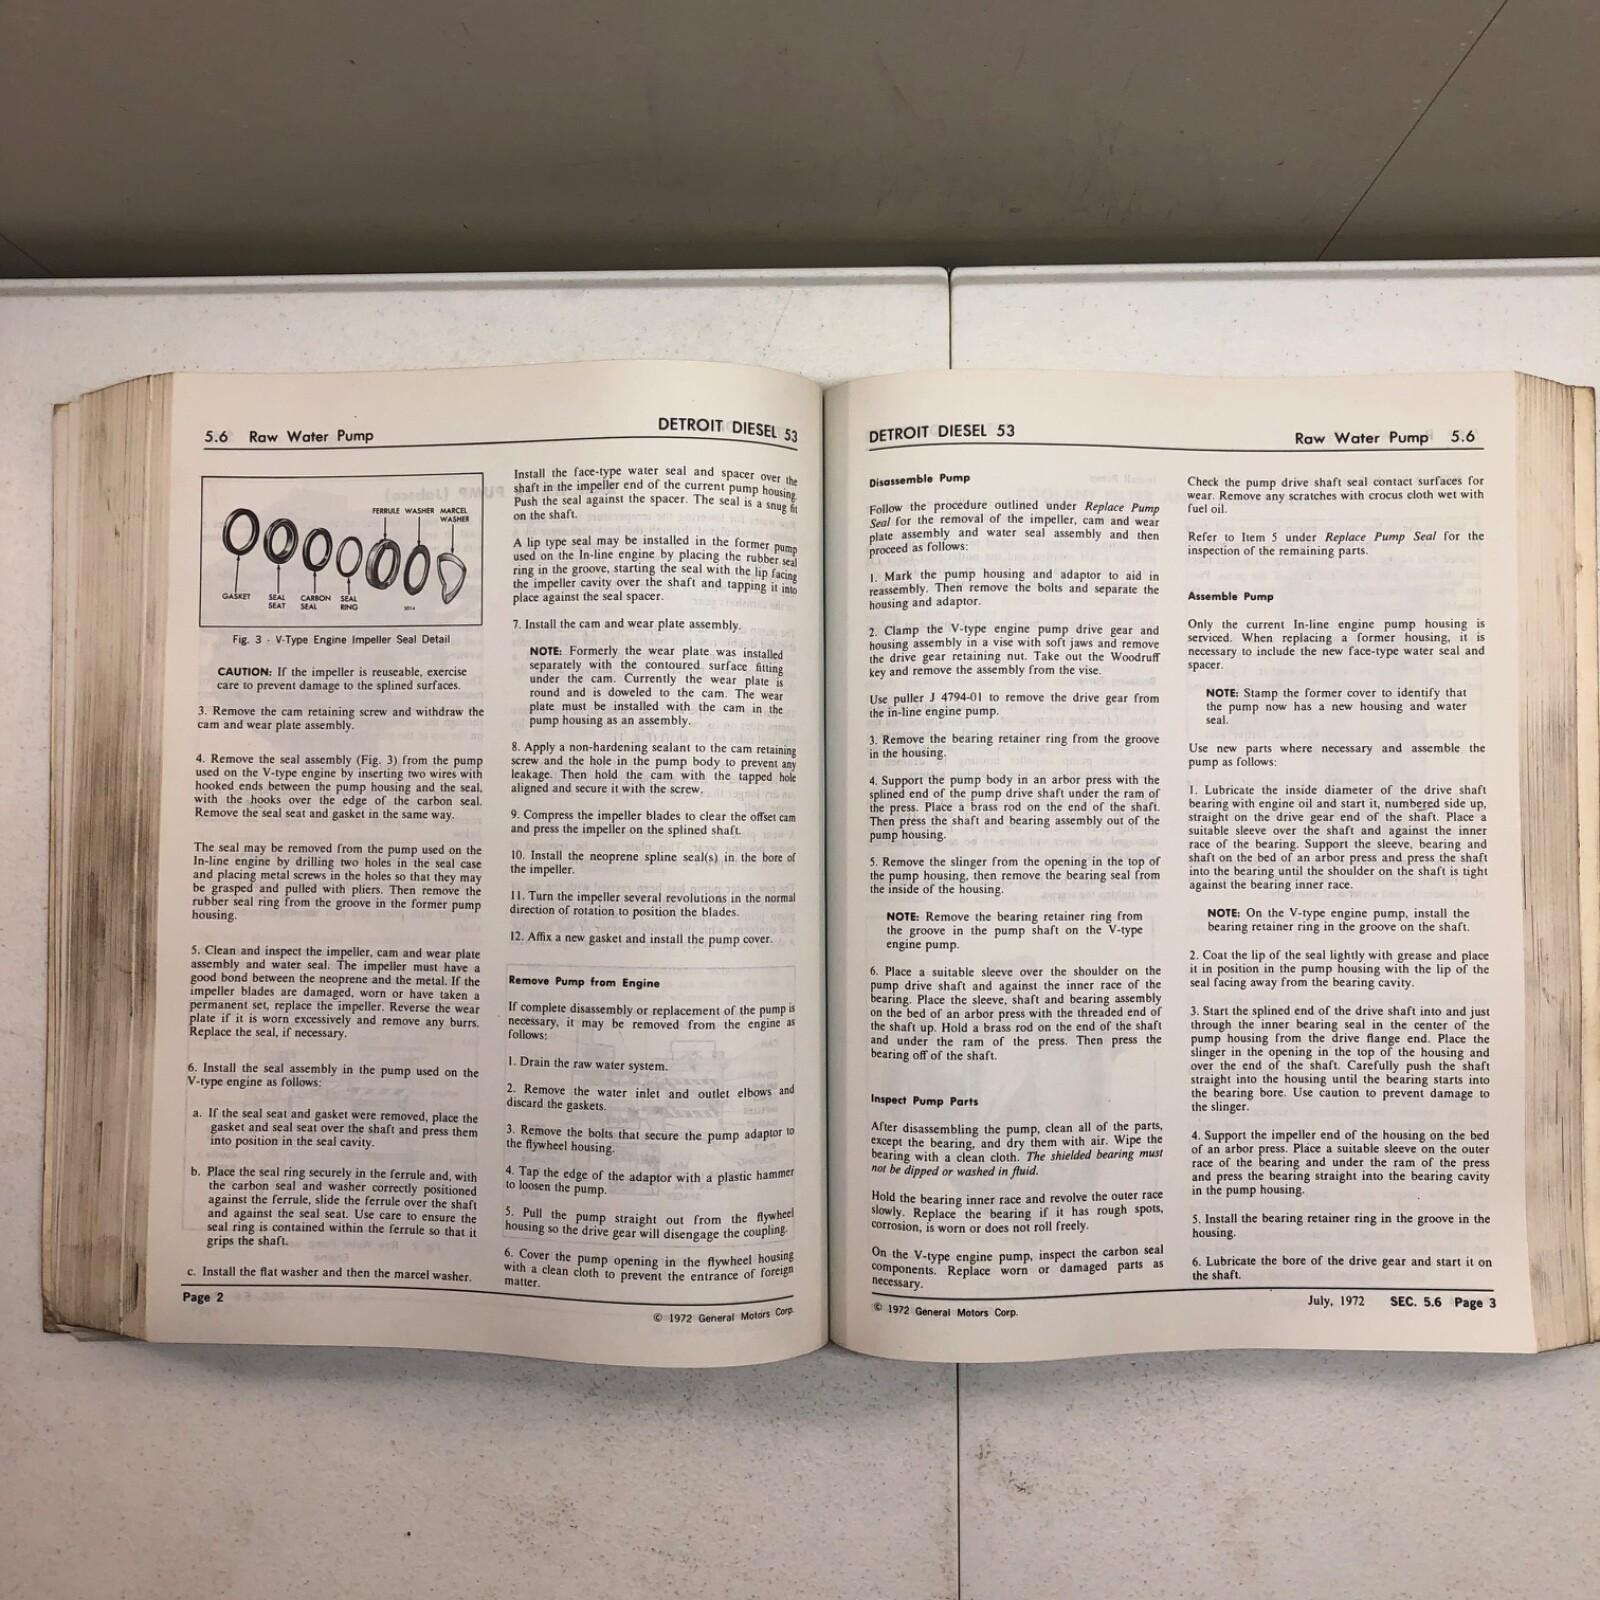 5.6 Raw Water Pump
DETROIT DIESEL 53
FERRULE WASHER MARCEL
WASHER
GASKET SEAL CARBON SEAL
SEAT SEAL RING
Fig. 3 - V-Type Engine Impeller Seal Detail
CAUTION: If the impeller is reuseable, exercise
care to prevent damage to the splined surfaces.
3. Remove the cam retaining screw and withdraw the
cam and wear plate assembly.
4. Remove the seal assembly (Fig. 3) from the pump
used on the V-type engine by inserting two wires with
hooked ends between the pump housing and the seal,
with the hooks over the edge of the carbon seal.
Remove the seal seat and gasket in the same way.
The seal may be removed from the pump used on the
In-line engine by drilling two holes in the seal case
and placing metal screws in the holes so that they may
be grasped and pulled with pliers. Then remove the
rubber seal ring from the groove in the former pump
housing.
5. Clean and inspect the impeller, cam and wear plate
assembly and water seal. The impeller must have a
good bond between the neoprene and the metal. If the
impeller blades are damaged, worn or have taken a
permanent set, replace the impeller. Reverse the wear
plate if it is worn excessively and remove any burrs.
Replace the seal, if necessary.
6. Install the seal assembly in the pump used on the
V-type engine as follows:
a. If the seal seat and gasket were removed, place the
gasket and seal seat over the shaft and press them
into position in the seal cavity.
b. Place the seal ring securely in the ferrule and, with
the carbon seal and washer correctly positioned
against the ferrule, slide the ferrule over the shaft
and against the seal seat. Use care to ensure the
seal ring is contained within the ferrule so that it
grips the shaft.
c. Install the flat washer and then the marcel washer.
Install the face-type water seal and spacer over the
shaft in the impeller end of the current pump housing.
Push the seal against the spacer. The seal is a snug fit
on the shaft.
A lip type seal may be installed in the former pump
used on the In-line engine by placing the rubber seal
ring in the groove, starting the seal with the lip facing
the impeller cavity over the shaft and tapping it into
place against the seal spacer.
7. Install the cam and wear plate assembly.
NOTE: Formerly the wear plate was installed
separately with the contoured surface fitting
under the cam. Currently the wear plate is
round and is doweled to the cam. The wear
plate must be installed with the cam in the
pump housing as an assembly.
8. Apply a non-hardening sealant to the cam retaining
screw and the hole in the pump body to prevent any
leakage. Then hold the cam with the tapped hole
aligned and secure it with the screw.
9. Compress the impeller blades to clear the offset cam
and press the impeller on the splined shaft.
10. Install the neoprene spline seal(s) in the bore of
the impeller.
11. Turn the impeller several revolutions in the normal
direction of rotation to position the blades.
12. Affix a new gasket and install the pump cover.
Remove Pump from Engine
If complete disassembly or replacement of the pump is
necessary, it may be removed from the engine as
follows:
1. Drain the raw water system.
2. Remove the water inlet and outlet elbows and
discard the gaskets.
3. Remove the bolts that secure the pump adaptor to
the flywheel housing.
4. Tap the edge of the adaptor with a plastic hammer
to loosen the pump.
5. Pull the pump straight out from the flywheel
housing so the drive gear will disengage the coupling.
6. Cover the pump opening in the flywheel housing
with a clean cloth to prevent the entrance of foreign
matter.
Page 2
© 1972 General Motors Corp.
DETROIT DIESEL 53
Raw Water Pump 5.6
Disassemble Pump
Follow the procedure outlined under Replace Pump
Seal for the removal of the impeller, cam and wear
plate assembly and water seal assembly and then
proceed as follows:
1. Mark the pump housing and adaptor to aid in
reassembly. Then remove the bolts and separate the
housing and adaptor.
2. Clamp the V-type engine pump drive gear and
housing assembly in a vise with soft jaws and remove
the drive gear retaining nut. Take out the Woodruff
key and remove the assembly from the vise.
Use puller J 4794-01 to remove the drive gear from
the in-line engine pump.
3. Remove the bearing retainer ring from the groove
in the housing.
4. Support the pump body in an arbor press with the
splined end of the pump drive shaft under the ram of
the press. Place a brass rod on the end of the shaft.
Then press the shaft and bearing assembly out of the
pump housing.
5. Remove the slinger from the opening in the top of
the pump housing, then remove the bearing seal from
the inside of the housing.
NOTE: Remove the bearing retainer ring from
the groove in the pump shaft on the V-type
engine pump.
6. Place a suitable sleeve over the shoulder on the
pump drive shaft and against the inner race of the
bearing. Place the sleeve, shaft and bearing assembly
on the bed of an arbor press with the threaded end of
the shaft up. Hold a brass rod on the end of the shaft
and under the ram of the press. Then press the
bearing off of the shaft.
Inspect Pump Parts
After disassembling the pump, clean all of the parts,
except the bearing, and dry them with air. Wipe the
bearing with a clean cloth. The shielded bearing must
not be dipped or washed in fluid.
Hold the bearing inner race and revolve the outer race
slowly. Replace the bearing if it has rough spots,
corrosion, is worn or does not roll freely.
On the V-type engine pump, inspect the carbon seal
components. Replace worn or damaged parts as
necessary.
Check the pump drive shaft seal contact surfaces for
wear. Remove any scratches with crocus cloth wet with
fuel oil.
Refer to Item 5 under Replace Pump Seal for the
inspection of the remaining parts.
Assemble Pump
Only the current In-line engine pump housing is
serviced. When replacing a former housing, it is
necessary to include the new face-type water seal and
spacer.
NOTE: Stamp the former cover to identify that
the pump now has a new housing and water
seal.
Use new parts where necessary and assemble the
pump as follows:
1. Lubricate the inside diameter of the drive shaft
bearing with engine oil and start it, numbered side up,
straight on the drive gear end of the shaft. Place a
suitable sleeve over the shaft and against the inner
race of the bearing. Support the sleeve, bearing and
shaft on the bed of an arbor press and press the shaft
into the bearing until the shoulder on the shaft is tight
against the bearing inner race.
NOTE: On the V-type engine pump, install the
bearing retainer ring in the groove on the shaft.
2. Coat the lip of the seal lightly with grease and place
it in position in the pump housing with the lip of the
seal facing away from the bearing cavity.
3. Start the splined end of the drive shaft into and just
through the inner bearing seal in the center of the
pump housing from the drive flange end. Place the
slinger in the opening in the top of the housing and
over the end of the shaft. Carefully push the shaft
straight into the housing until the bearing starts into
the bearing bore. Use caution to prevent damage to
the slinger.
4. Support the impeller end of the housing on the bed
of an arbor press. Place a suitable sleeve on the outer
race of the bearing and under the ram of the press
and press the bearing straight into the bearing cavity
in the pump housing.
5. Install the bearing retainer ring in the groove in the
housing.
6. Lubricate the bore of the drive gear and start it on
the shaft.
© 1972 General Motors Corp.
July, 1972 SEC. 5.6 Page 3